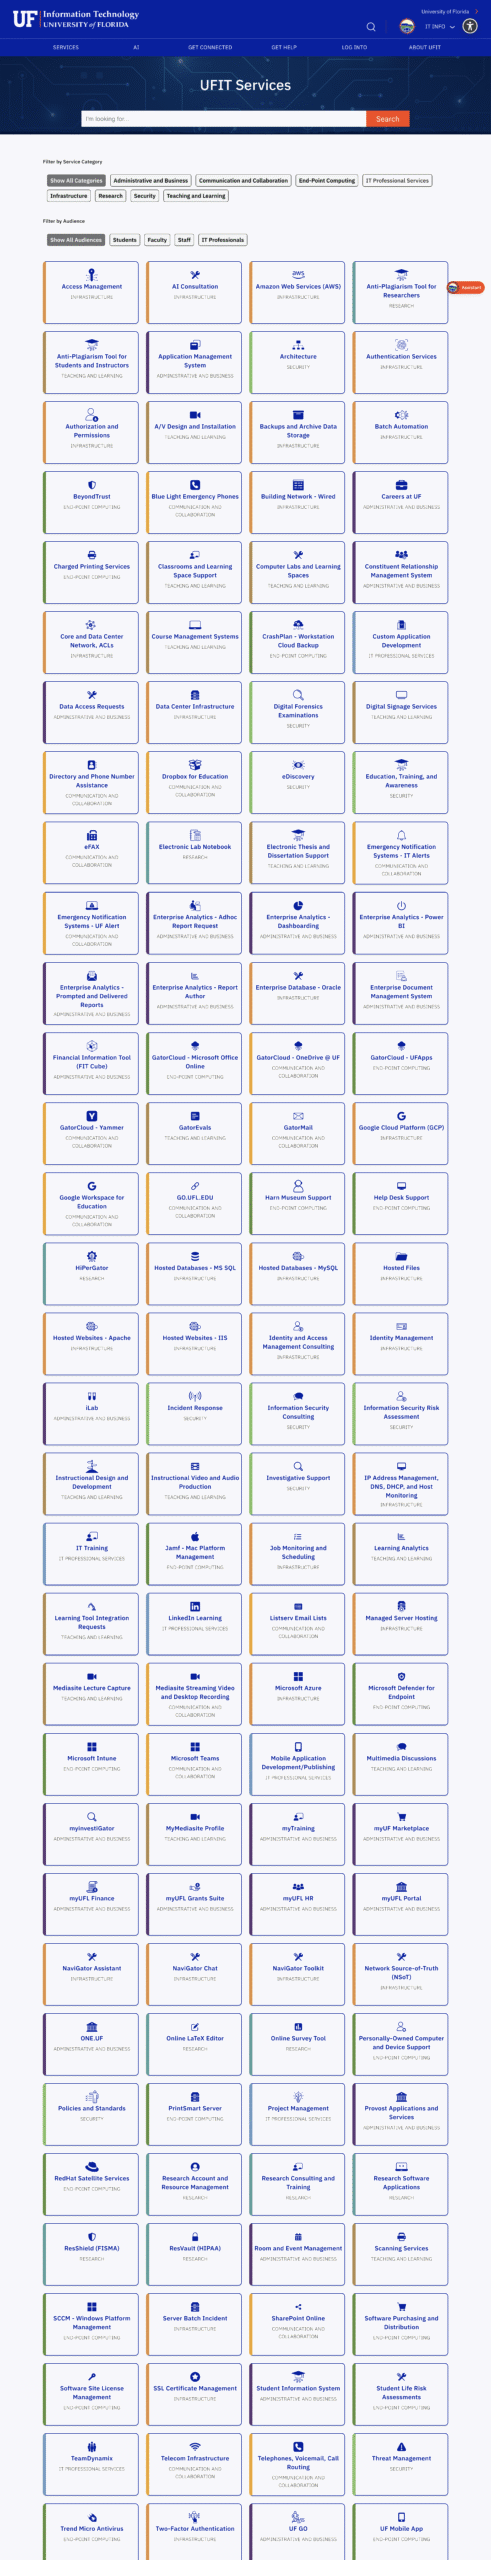 UF Information Technology
UNIVERSITY of FLORIDA
University of Florida
IT INFO
SERVICES AI GET CONNECTED GET HELP LOG INTO ABOUT UFIT
UFIT Services
I'm looking for...
Search
Filter by Service Category
Show All Categories Administrative and Business Communication and Collaboration End-Point Computing IT Professional Services
Infrastructure Research Security Teaching and Learning
Filter by Audience
Show All Audiences Students Faculty Staff IT Professionals
Assistant
Access Management
INFRASTRUCTURE
AI Consultation
INFRASTRUCTURE
Amazon Web Services (AWS)
INFRASTRUCTURE
Anti-Plagiarism Tool for
Researchers
RESEARCH
Anti-Plagiarism Tool for
Students and Instructors
TEACHING AND LEARNING
Application Management
System
ADMINISTRATIVE AND BUSINESS
Architecture
SECURITY
Authentication Services
INFRASTRUCTURE
Authorization and
Permissions
INFRASTRUCTURE
A/V Design and Installation
TEACHING AND LEARNING
Backups and Archive Data
Storage
INFRASTRUCTURE
Batch Automation
INFRASTRUCTURE
BeyondTrust
END-POINT COMPUTING
Blue Light Emergency Phones
COMMUNICATION AND
COLLABORATION
Building Network - Wired
INFRASTRUCTURE
Careers at UF
ADMINISTRATIVE AND BUSINESS
Charged Printing Services
END-POINT COMPUTING
Classrooms and Learning
Space Support
TEACHING AND LEARNING
Computer Labs and Learning
Spaces
TEACHING AND LEARNING
Constituent Relationship
Management System
ADMINISTRATIVE AND BUSINESS
Core and Data Center
Network, ACLs
INFRASTRUCTURE
Course Management Systems
TEACHING AND LEARNING
CrashPlan - Workstation
Cloud Backup
END-POINT COMPUTING
Custom Application
Development
IT PROFESSIONAL SERVICES
Data Access Requests
ADMINISTRATIVE AND BUSINESS
Data Center Infrastructure
INFRASTRUCTURE
Digital Forensics
Examinations
SECURITY
Digital Signage Services
TEACHING AND LEARNING
Directory and Phone Number
Assistance
COMMUNICATION AND
COLLABORATION
Dropbox for Education
COMMUNICATION AND
COLLABORATION
eDiscovery
SECURITY
Education, Training, and
Awareness
SECURITY
eFAX
COMMUNICATION AND
COLLABORATION
Electronic Lab Notebook
RESEARCH
Electronic Thesis and
Dissertation Support
TEACHING AND LEARNING
Emergency Notification
Systems - IT Alerts
COMMUNICATION AND
COLLABORATION
Emergency Notification
Systems - UF Alert
COMMUNICATION AND
COLLABORATION
Enterprise Analytics - Adhoc
Report Request
ADMINISTRATIVE AND BUSINESS
Enterprise Analytics -
Dashboarding
ADMINISTRATIVE AND BUSINESS
Enterprise Analytics - Power
BI
ADMINISTRATIVE AND BUSINESS
Enterprise Analytics -
Prompted and Delivered
Reports
ADMINISTRATIVE AND BUSINESS
Enterprise Analytics - Report
Author
ADMINISTRATIVE AND BUSINESS
Enterprise Database - Oracle
INFRASTRUCTURE
Enterprise Document
Management System
ADMINISTRATIVE AND BUSINESS
Financial Information Tool
(FIT Cube)
ADMINISTRATIVE AND BUSINESS
GatorCloud - Microsoft Office
Online
END-POINT COMPUTING
GatorCloud - OneDrive @ UF
COMMUNICATION AND
COLLABORATION
GatorCloud - UFApps
END-POINT COMPUTING
GatorCloud - Yammer
COMMUNICATION AND
COLLABORATION
GatorEvals
TEACHING AND LEARNING
GatorMail
COMMUNICATION AND
COLLABORATION
Google Cloud Platform (GCP)
INFRASTRUCTURE
Google Workspace for
Education
COMMUNICATION AND
COLLABORATION
GO.UFL.EDU
COMMUNICATION AND
COLLABORATION
Harn Museum Support
END-POINT COMPUTING
Help Desk Support
END-POINT COMPUTING
HiPerGator
RESEARCH
Hosted Databases - MS SQL
INFRASTRUCTURE
Hosted Databases - MySQL
INFRASTRUCTURE
Hosted Files
INFRASTRUCTURE
Hosted Websites - Apache
INFRASTRUCTURE
Hosted Websites - IIS
INFRASTRUCTURE
Identity and Access
Management Consulting
INFRASTRUCTURE
Identity Management
INFRASTRUCTURE
iLab
ADMINISTRATIVE AND BUSINESS
Incident Response
SECURITY
Information Security
Consulting
SECURITY
Information Security Risk
Assessment
SECURITY
Instructional Design and
Development
TEACHING AND LEARNING
Instructional Video and Audio
Production
TEACHING AND LEARNING
Investigative Support
SECURITY
IP Address Management,
DNS, DHCP, and Host
Monitoring
INFRASTRUCTURE
IT Training
IT PROFESSIONAL SERVICES
Jamf - Mac Platform
Management
END-POINT COMPUTING
Job Monitoring and
Scheduling
INFRASTRUCTURE
Learning Analytics
TEACHING AND LEARNING
Learning Tool Integration
Requests
TEACHING AND LEARNING
LinkedIn Learning
IT PROFESSIONAL SERVICES
Listserv Email Lists
COMMUNICATION AND
COLLABORATION
Managed Server Hosting
INFRASTRUCTURE
Mediasite Lecture Capture
TEACHING AND LEARNING
Mediasite Streaming Video
and Desktop Recording
COMMUNICATION AND
COLLABORATION
Microsoft Azure
INFRASTRUCTURE
Microsoft Defender for
Endpoint
END-POINT COMPUTING
Microsoft Intune
END-POINT COMPUTING
Microsoft Teams
COMMUNICATION AND
COLLABORATION
Mobile Application
Development/Publishing
IT PROFESSIONAL SERVICES
Multimedia Discussions
TEACHING AND LEARNING
myinvestiGator
ADMINISTRATIVE AND BUSINESS
MyMediasite Profile
TEACHING AND LEARNING
myTraining
ADMINISTRATIVE AND BUSINESS
myUF Marketplace
ADMINISTRATIVE AND BUSINESS
myUFL Finance
ADMINISTRATIVE AND BUSINESS
myUFL Grants Suite
ADMINISTRATIVE AND BUSINESS
myUFL HR
ADMINISTRATIVE AND BUSINESS
myUFL Portal
ADMINISTRATIVE AND BUSINESS
NaviGator Assistant
INFRASTRUCTURE
NaviGator Chat
INFRASTRUCTURE
NaviGator Toolkit
INFRASTRUCTURE
Network Source-of-Truth
(NSoT)
INFRASTRUCTURE
ONE.UF
ADMINISTRATIVE AND BUSINESS
Online LaTeX Editor
RESEARCH
Online Survey Tool
RESEARCH
Personally-Owned Computer
and Device Support
END-POINT COMPUTING
Policies and Standards
SECURITY
PrintSmart Server
END-POINT COMPUTING
Project Management
IT PROFESSIONAL SERVICES
Provost Applications and
Services
ADMINISTRATIVE AND BUSINESS
RedHat Satellite Services
END-POINT COMPUTING
Research Account and
Resource Management
RESEARCH
Research Consulting and
Training
RESEARCH
Research Software
Applications
RESEARCH
ResShield (FISMA)
RESEARCH
ResVault (HIPAA)
RESEARCH
Room and Event Management
ADMINISTRATIVE AND BUSINESS
Scanning Services
TEACHING AND LEARNING
SCCM - Windows Platform
Management
END-POINT COMPUTING
Server Batch Incident
INFRASTRUCTURE
SharePoint Online
COMMUNICATION AND
COLLABORATION
Software Purchasing and
Distribution
END-POINT COMPUTING
Software Site License
Management
END-POINT COMPUTING
SSL Certificate Management
INFRASTRUCTURE
Student Information System
ADMINISTRATIVE AND BUSINESS
Student Life Risk
Assessments
END-POINT COMPUTING
TeamDynamix
IT PROFESSIONAL SERVICES
Telecom Infrastructure
COMMUNICATION AND
COLLABORATION
Telephones, Voicemail, Call
Routing
COMMUNICATION AND
COLLABORATION
Threat Management
SECURITY
Trend Micro Antivirus
END-POINT COMPUTING
Two-Factor Authentication
INFRASTRUCTURE
UF GO
ADMINISTRATIVE AND BUSINESS
UF Mobile App
END-POINT COMPUTING